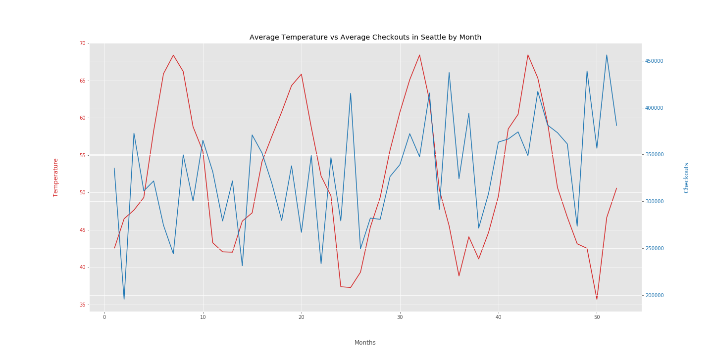 Average Temperature vs Average Checkouts in Seattle by Month
70
65
60
55
50
45
40
35
Temperature
450000
400000
350000
300000
250000
200000
Checkouts
0 10 20 30 40 50
Months